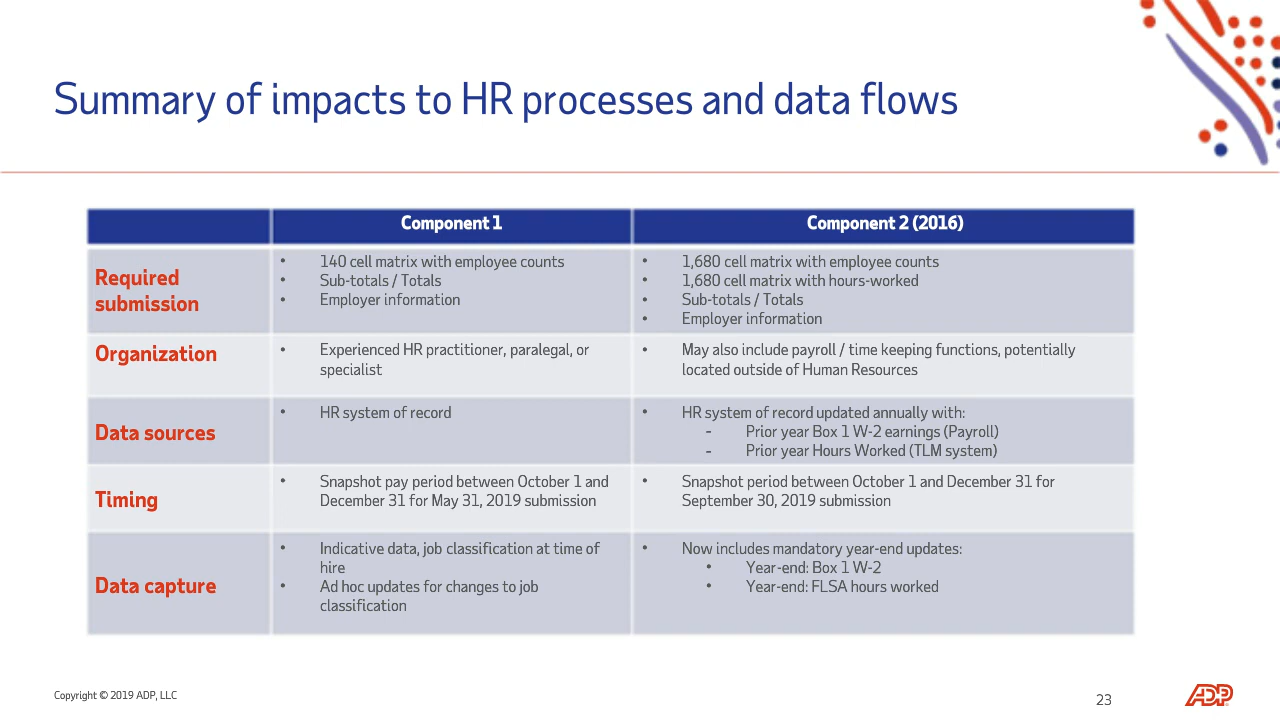 Summary of impacts to HR processes and data flows
Component 1
Component 2 (2016)
Required
submission
• 140 cell matrix with employee counts
• Sub-totals / Totals
• Employer information
• 1,680 cell matrix with employee counts
• 1,680 cell matrix with hours-worked
• Sub-totals / Totals
• Employer information
Organization
• Experienced HR practitioner, paralegal, or
specialist
• May also include payroll / time keeping functions, potentially
located outside of Human Resources
Data sources
• HR system of record
• HR system of record updated annually with:
- Prior year Box 1 W-2 earnings (Payroll)
- Prior year Hours Worked (TLM system)
Timing
• Snapshot pay period between October 1 and
December 31 for May 31, 2019 submission
• Snapshot period between October 1 and December 31 for
September 30, 2019 submission
Data capture
• Indicative data, job classification at time of
hire
• Ad hoc updates for changes to job
classification
• Now includes mandatory year-end updates:
• Year-end: Box 1 W-2
• Year-end: FLSA hours worked
Copyright © 2019 ADP, LLC
23
ADP